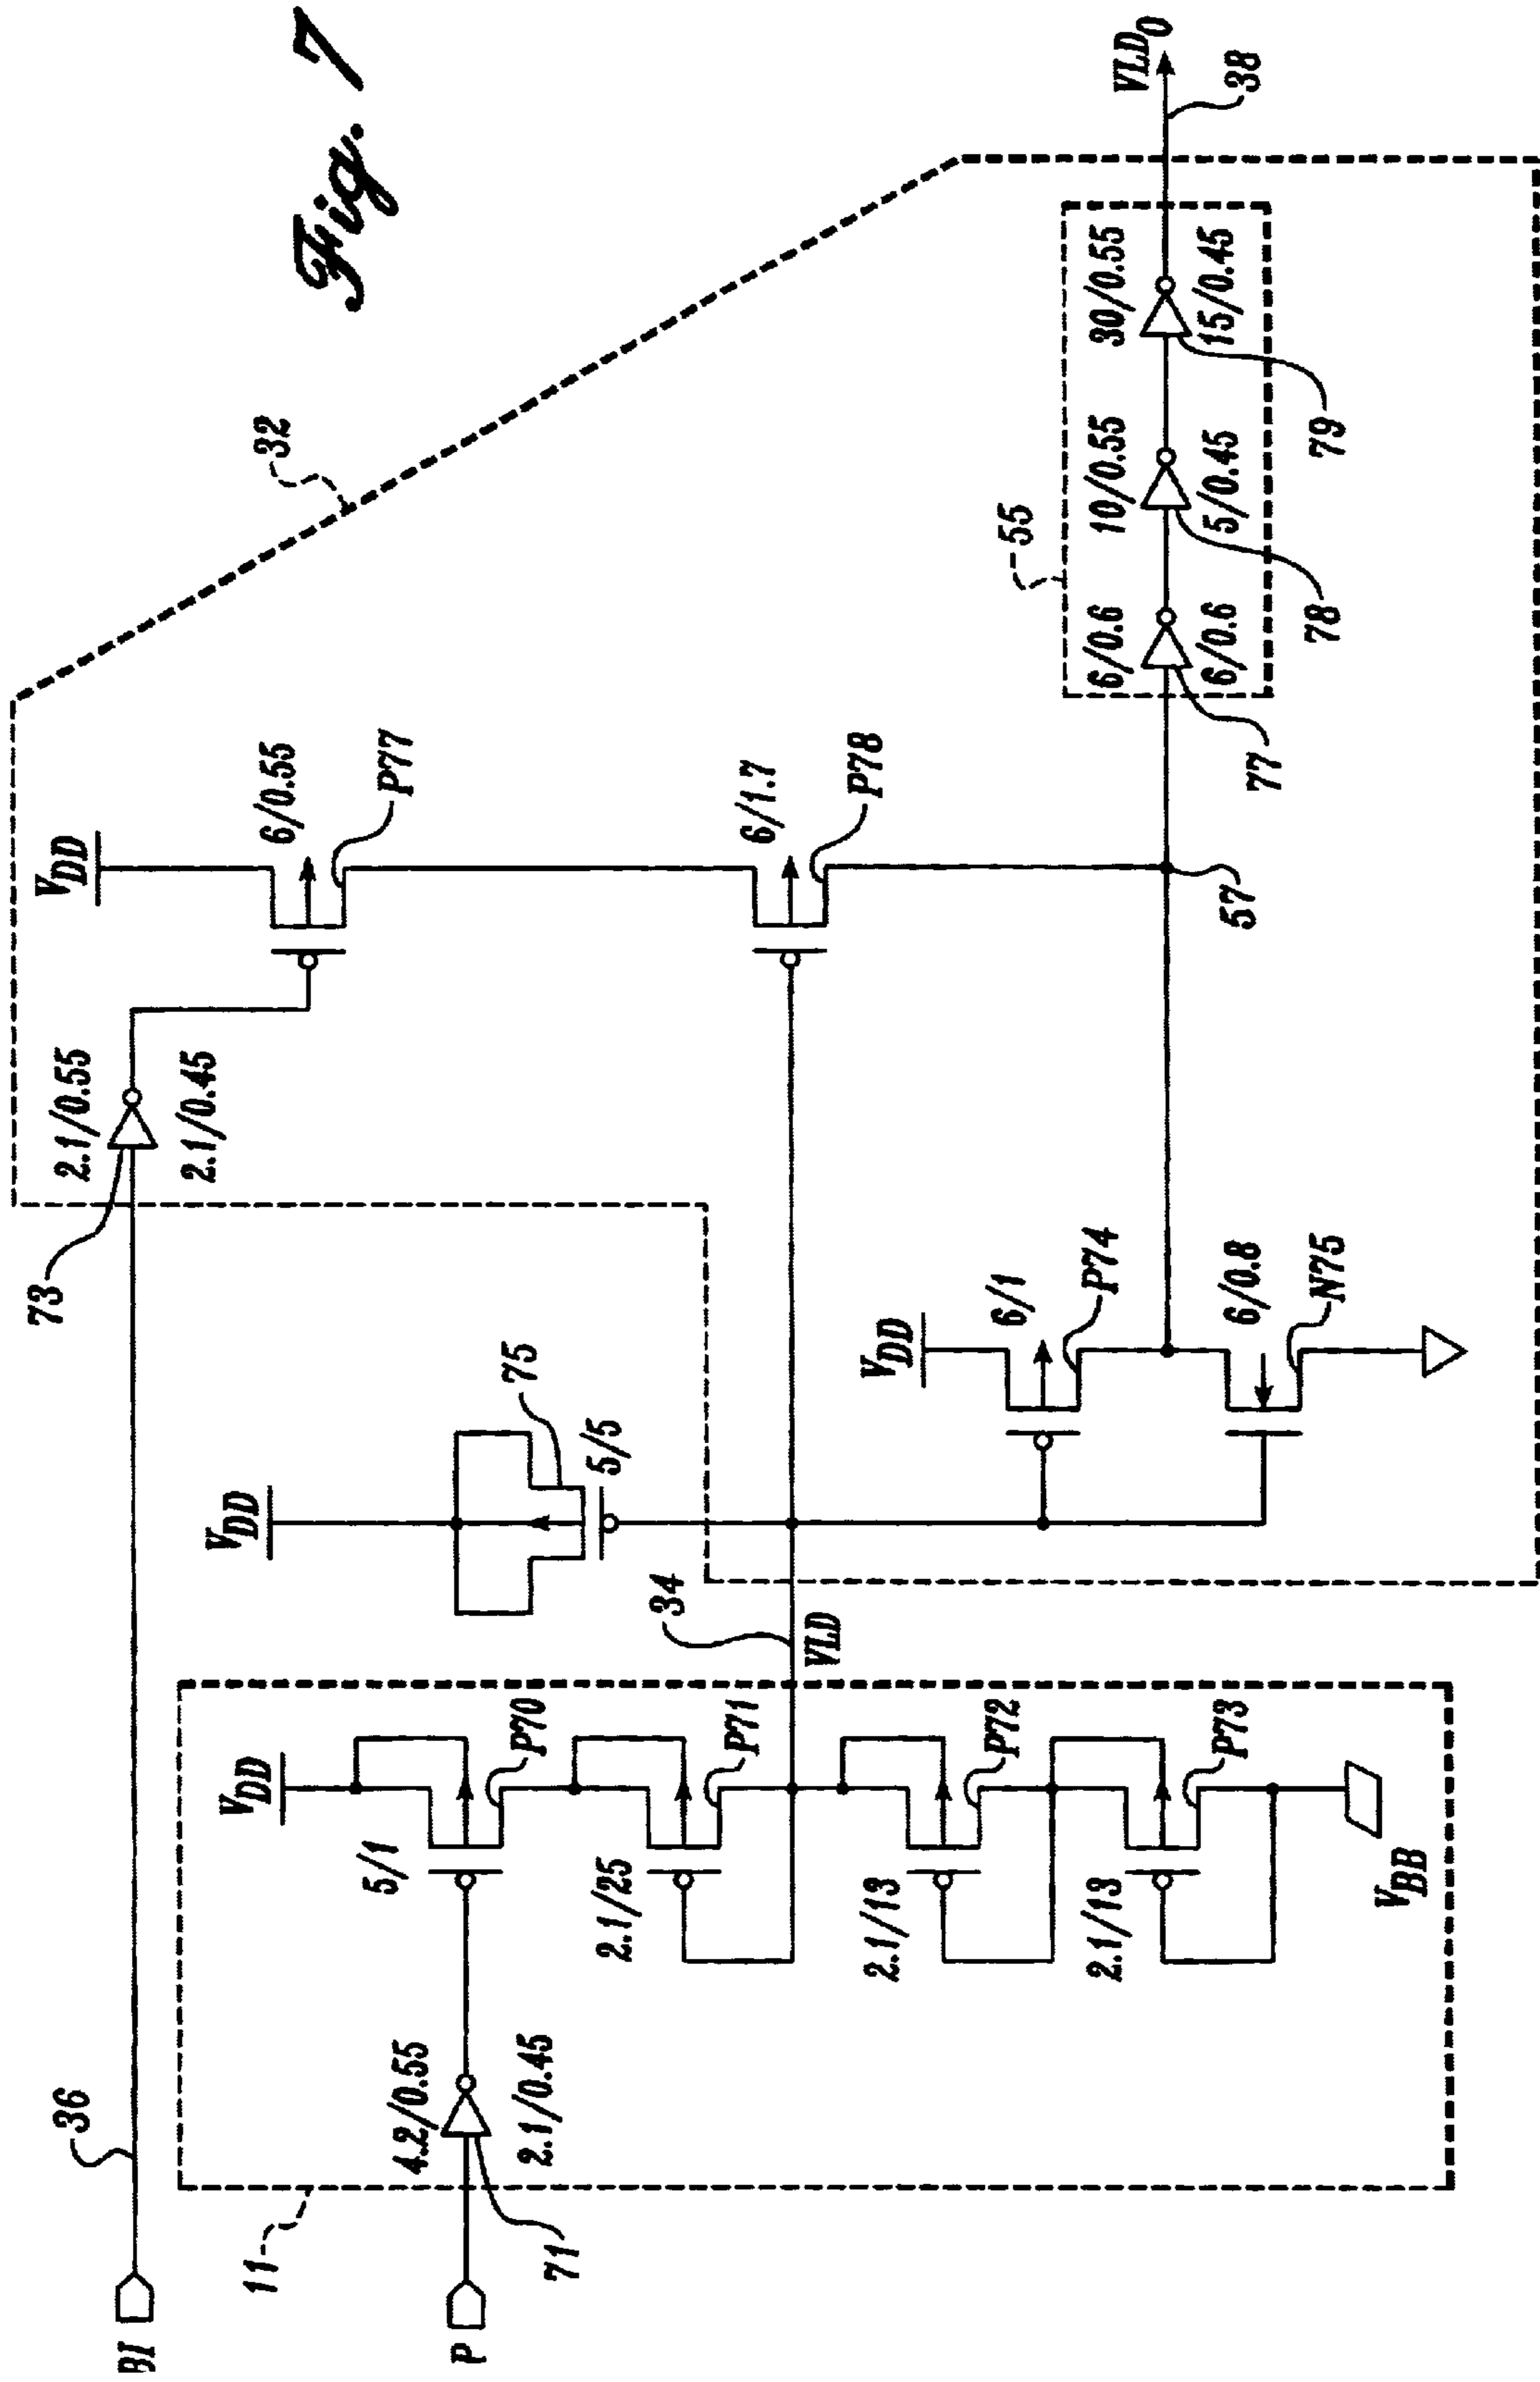 Fig. 7
BI
36
73
2.1/0.55
2.1/0.45
VDD
6/0.55
P77
32
P
71
4.2/0.55
2.1/0.45
11
VDD
5/1
P70
2.1/25
P71
34
VLD
2.1/13
P72
2.1/13
P73
VBB
VDD
75
5/5
6/1.7
P78
VDD
6/1
P74
6/0.8
N75
57
55
6/0.6
6/0.6
77
10/0.55
5/0.45
78
30/0.55
15/0.45
79
VLD0
38